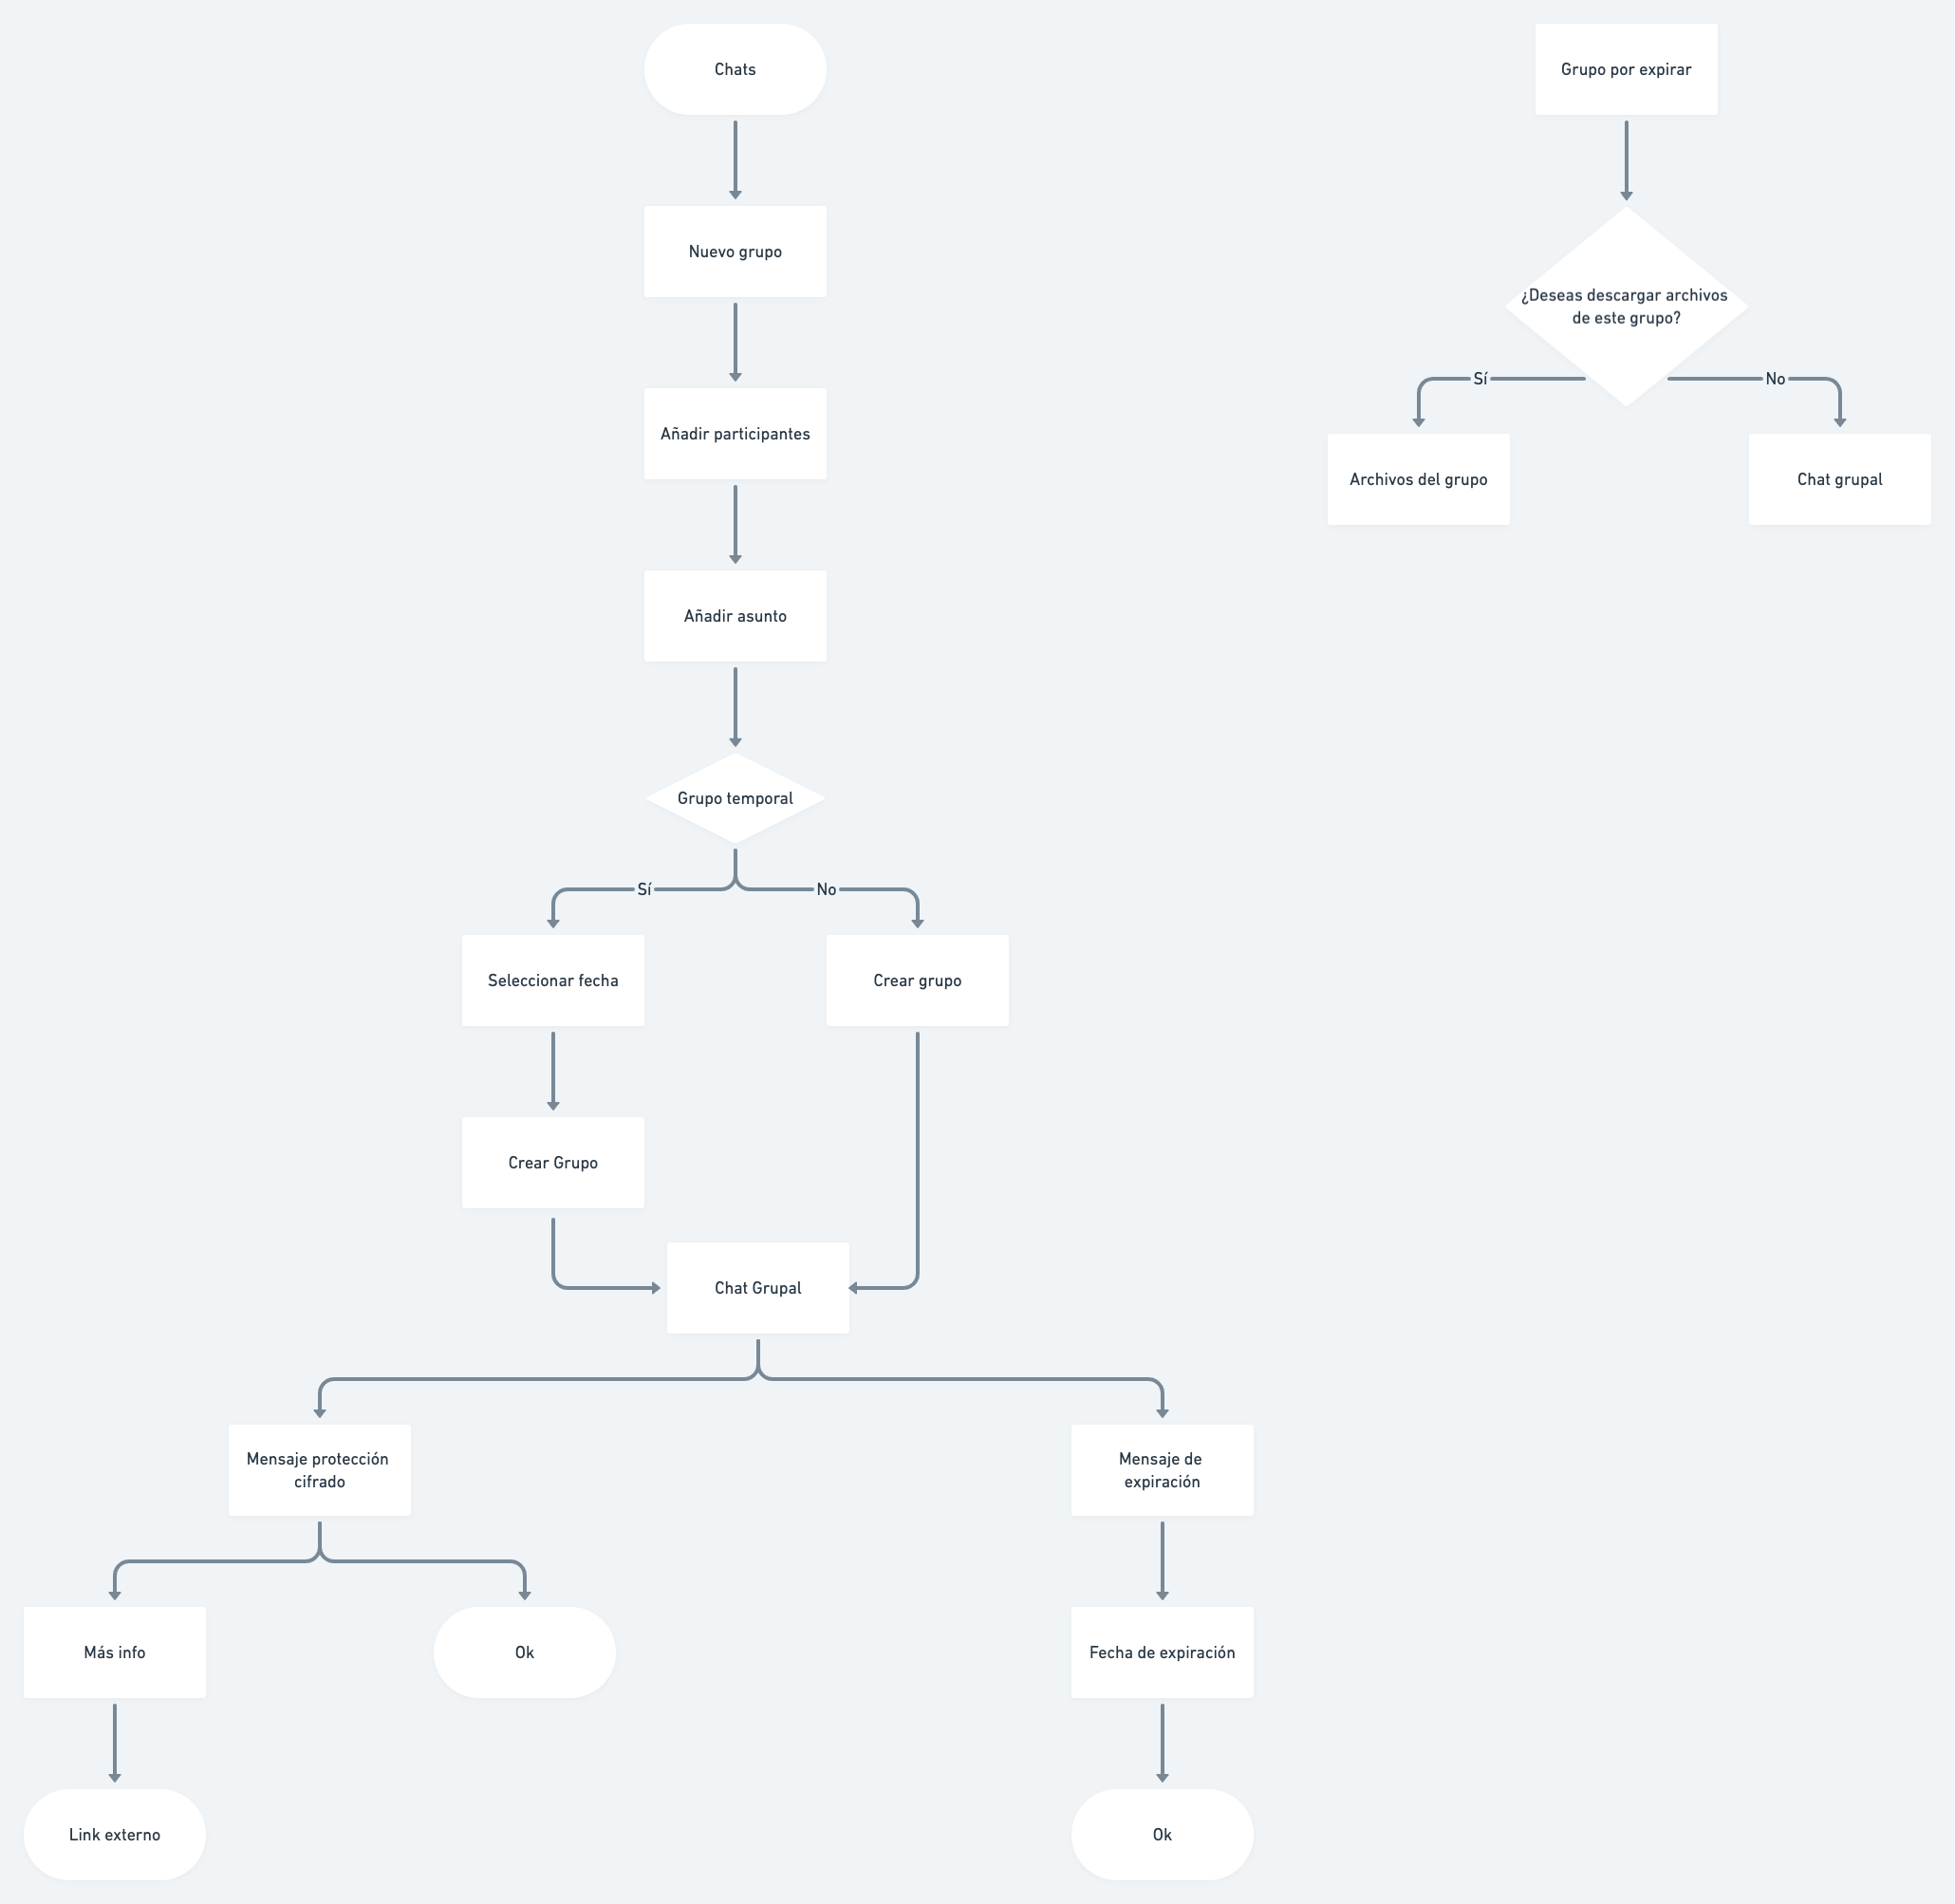 Chats
Nuevo grupo
Añadir participantes
Añadir asunto
Grupo temporal
Sí
No
Seleccionar fecha
Crear grupo
Crear Grupo
Chat Grupal
Mensaje protección
cifrado
Mensaje de
expiración
Más info
Ok
Fecha de expiración
Link externo
Ok
Grupo por expirar
¿Deseas descargar archivos
de este grupo?
Sí
No
Archivos del grupo
Chat grupal